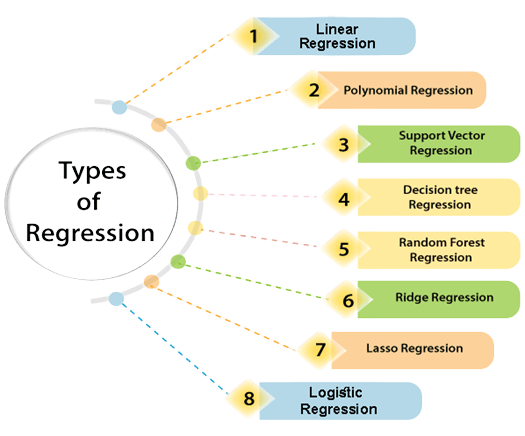 Types
of
Regression
1
Linear
Regression
2
Polynomial Regression
3
Support Vector
Regression
4
Decision tree
Regression
5
Random Forest
Regression
6
Ridge Regression
7
Lasso Regression
8
Logistic
Regression